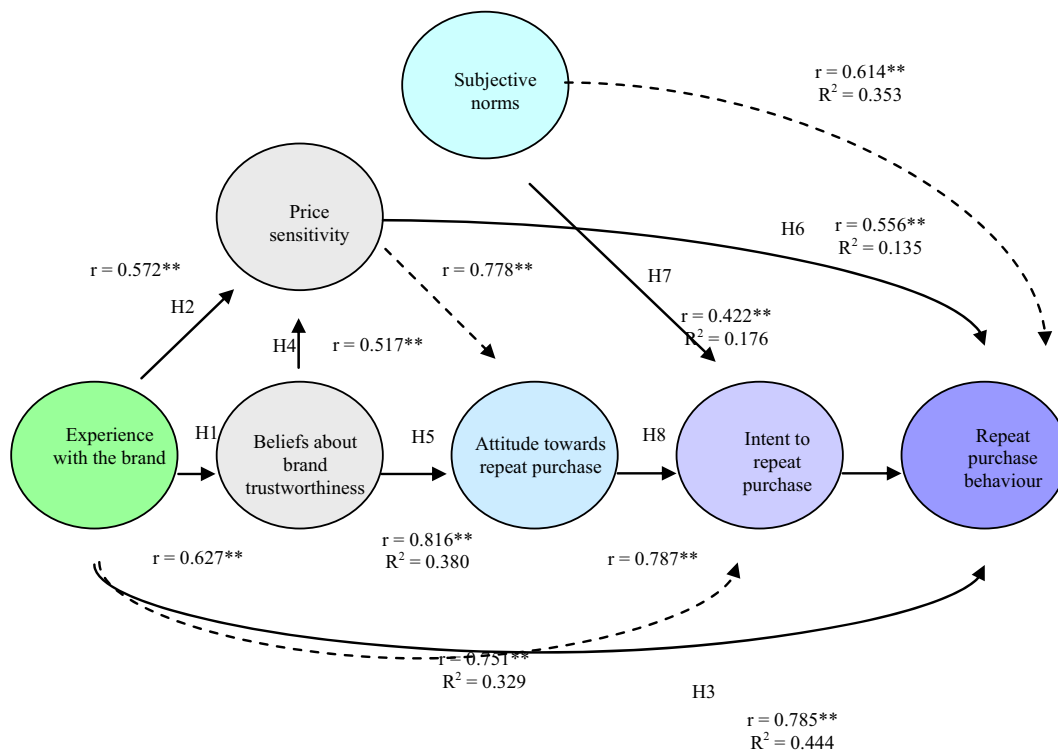 Subjective
norms
r = 0.614**
R² = 0.353
Price
sensitivity
H6
r = 0.556**
R² = 0.135
r = 0.572**
r = 0.778**
H7
H2
r = 0.422**
R² = 0.176
H4
r = 0.517**
Experience
with the brand
H1
Beliefs about
brand
trustworthiness
H5
Attitude towards
repeat purchase
H8
Intent to
repeat
purchase
Repeat
purchase
behaviour
r = 0.627**
r = 0.816**
R² = 0.380
r = 0.787**
r = 0.751**
R² = 0.329
H3
r = 0.785**
R² = 0.444